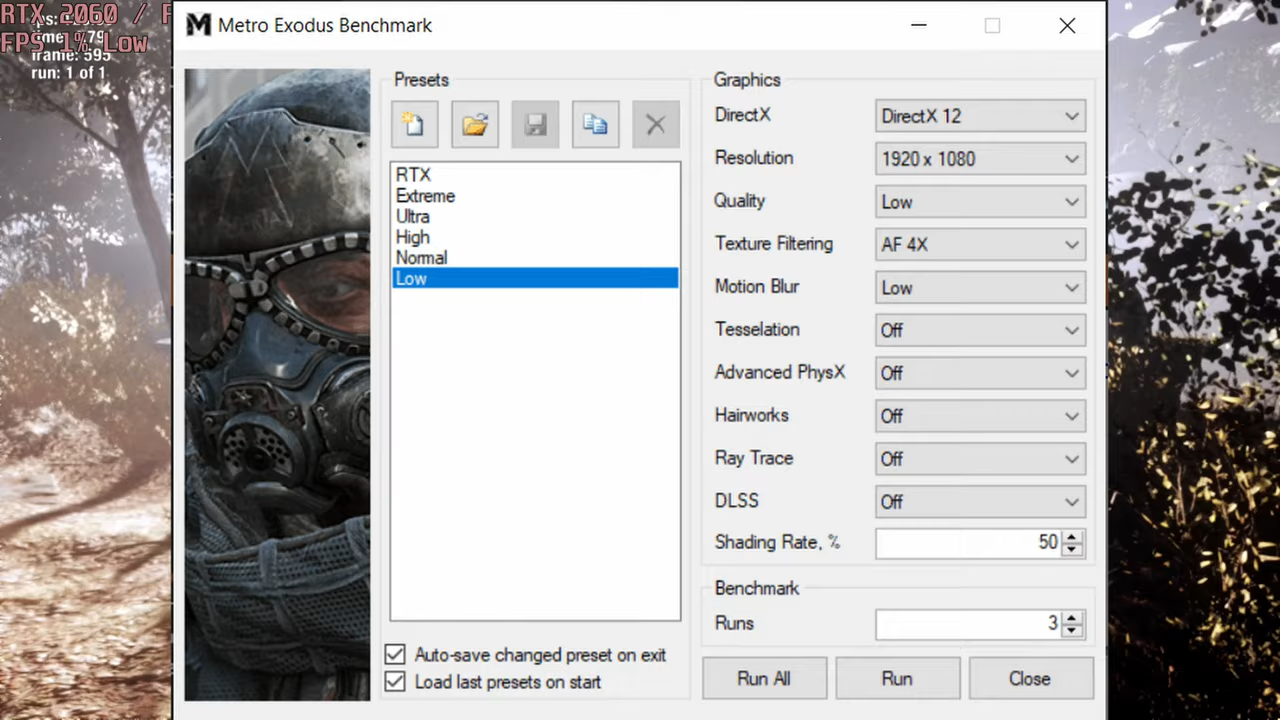 RTX 2060 /
FPS 1% Low
frame: 595
run: 1 of 1
Metro Exodus Benchmark
Presets
RTX
Extreme
Ultra
High
Normal
Low
Auto-save changed preset on exit
Load last presets on start
Graphics
DirectX DirectX 12
Resolution 1920 x 1080
Quality Low
Texture Filtering AF 4X
Motion Blur Low
Tesselation Off
Advanced PhysX Off
Hairworks Off
Ray Trace Off
DLSS Off
Shading Rate, % 50
Benchmark
Runs 3
Run All Run Close